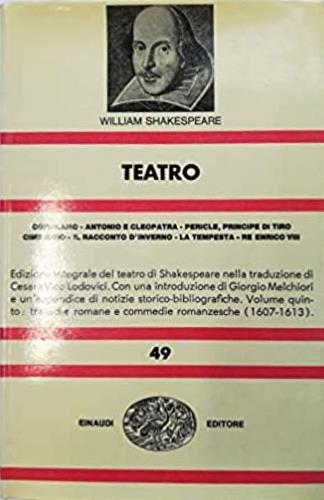 WILLIAM SHAKESPEARE
TEATRO
CORIOLANO - ANTONIO E CLEOPATRA - PERICLE, PRINCIPE DI TIRO
CIMBELINO - IL RACCONTO D'INVERNO - LA TEMPESTA - RE ENRICO VIII
Edizione integrale del teatro di Shakespeare nella traduzione di
Cesare Vico Lodovici. Con una introduzione di Giorgio Melchiori
e un'appendice di notizie storico-bibliografiche. Volume quin-
to: tragedie romane e commedie romanzesche (1607-1613).
49
EINAUDI EDITORE